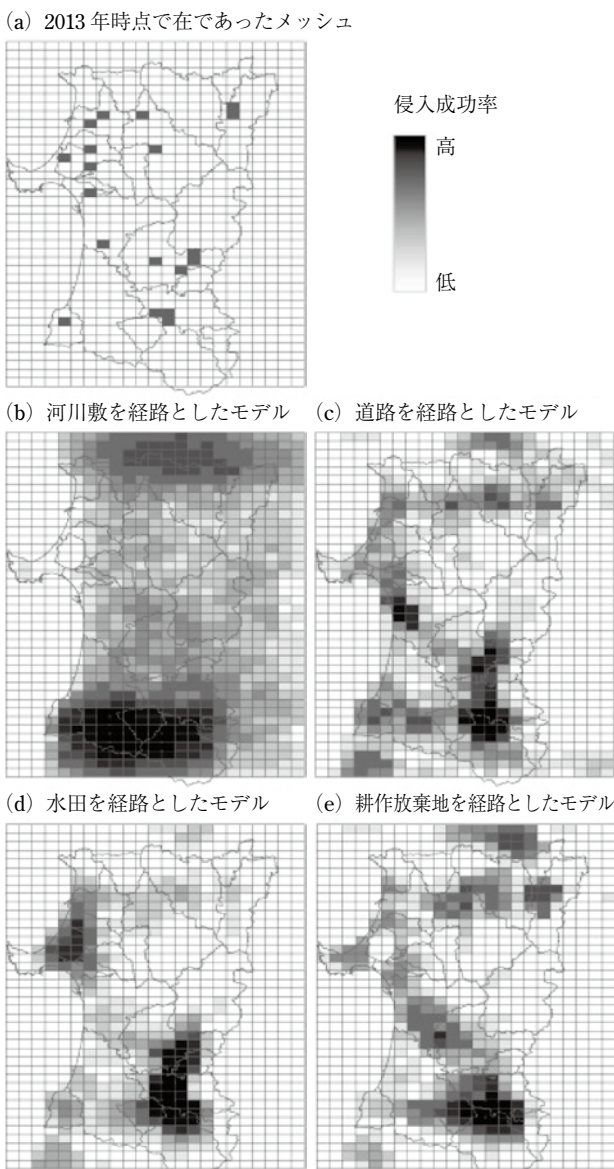 (a) 2013 年時点で在であったメッシュ
侵入成功率
高
低
(b) 河川敷を経路としたモデル
(c) 道路を経路としたモデル
(d) 水田を経路としたモデル
(e) 耕作放棄地を経路としたモデル